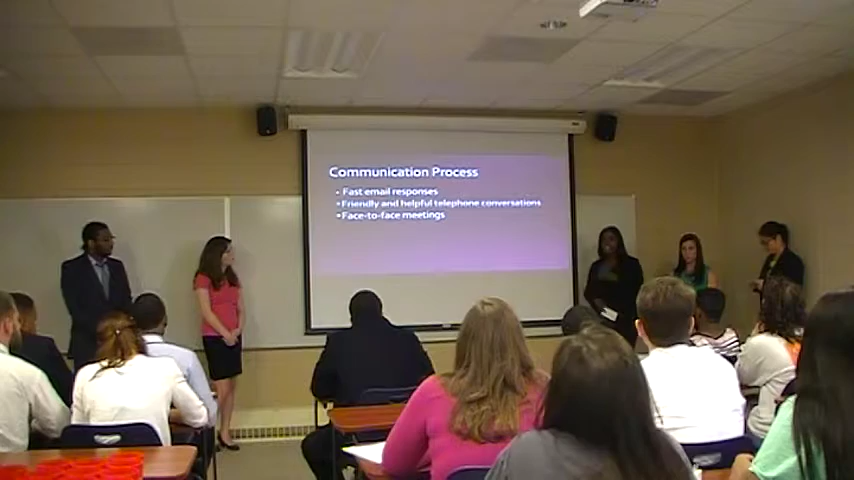 Communication Process
• Fast email responses
• Friendly and helpful telephone conversations
• Face-to-face meetings